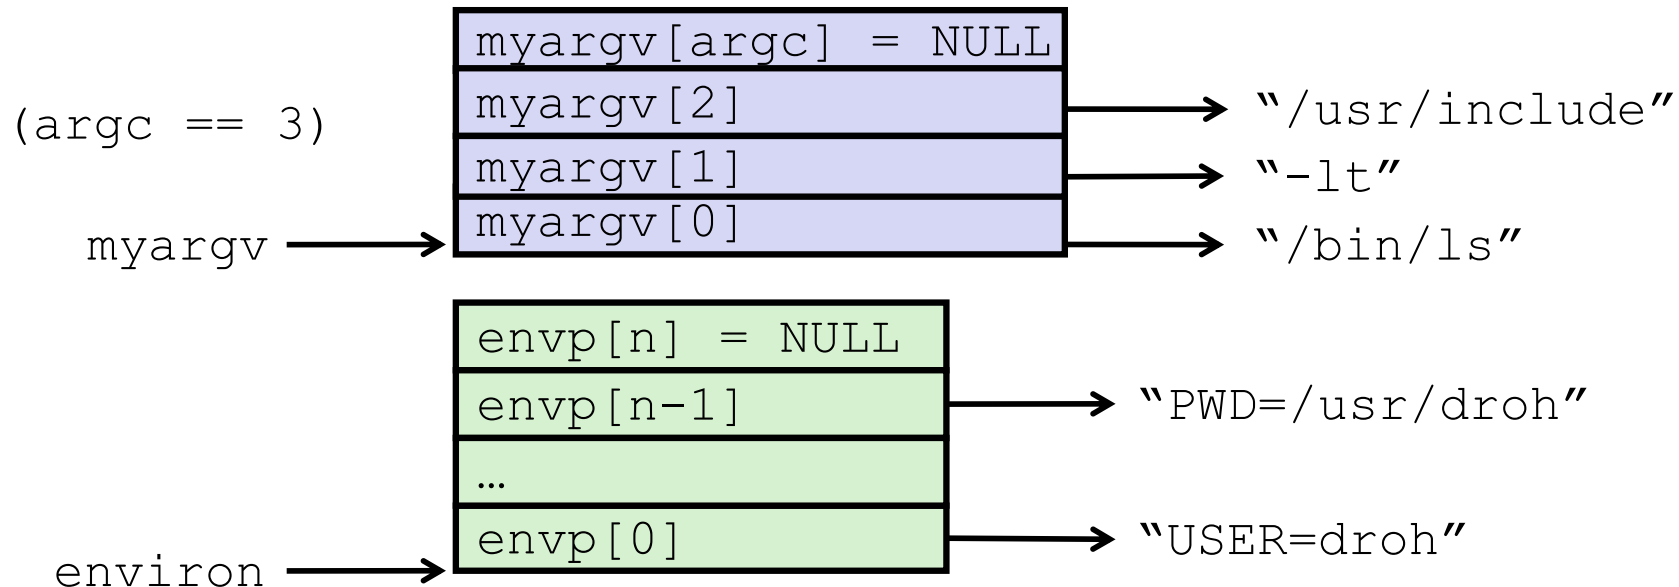 myargv[argc] = NULL
(argc == 3)
myargv[2]
“/usr/include”
myargv[1]
“-lt”
myargv
myargv[0]
“/bin/ls”
envp[n] = NULL
envp[n-1]
“PWD=/usr/droh”
…
envp[0]
“USER=droh”
environ